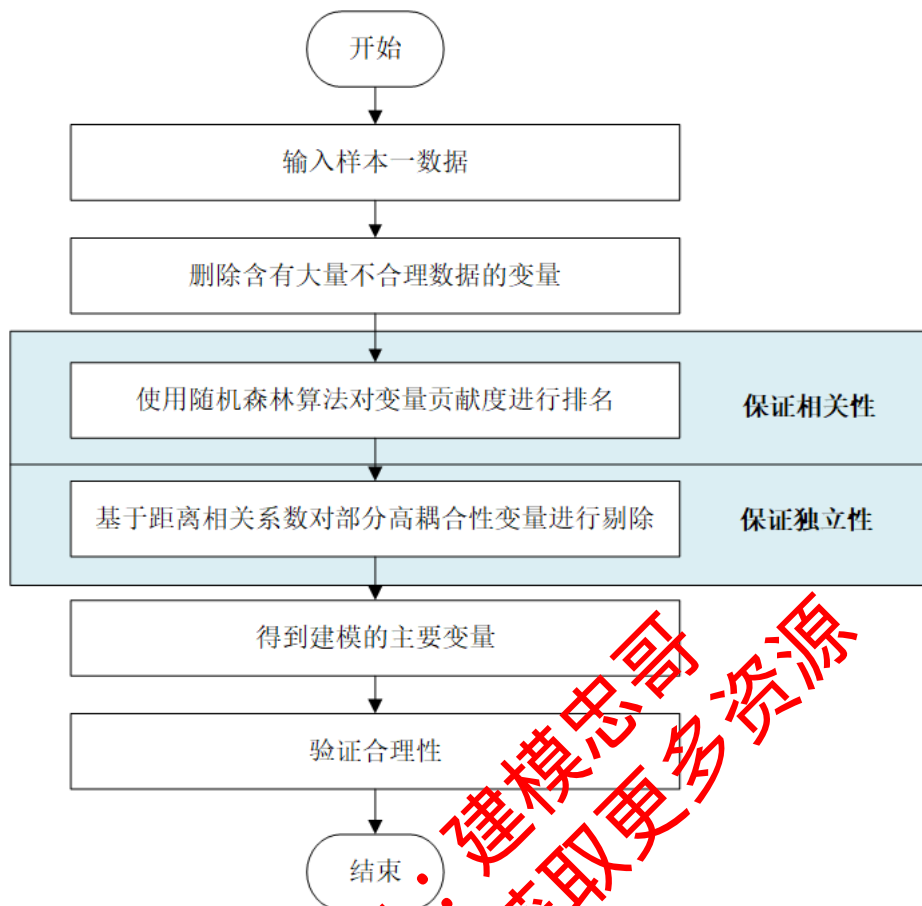 开始
输入样本一数据
删除含有大量不合理数据的变量
使用随机森林算法对变量贡献度进行排名
保证相关性
基于距离相关系数对部分高耦合性变量进行剔除
保证独立性
得到建模的主要变量
验证合理性
结束
：建模忠哥
获取更多资源